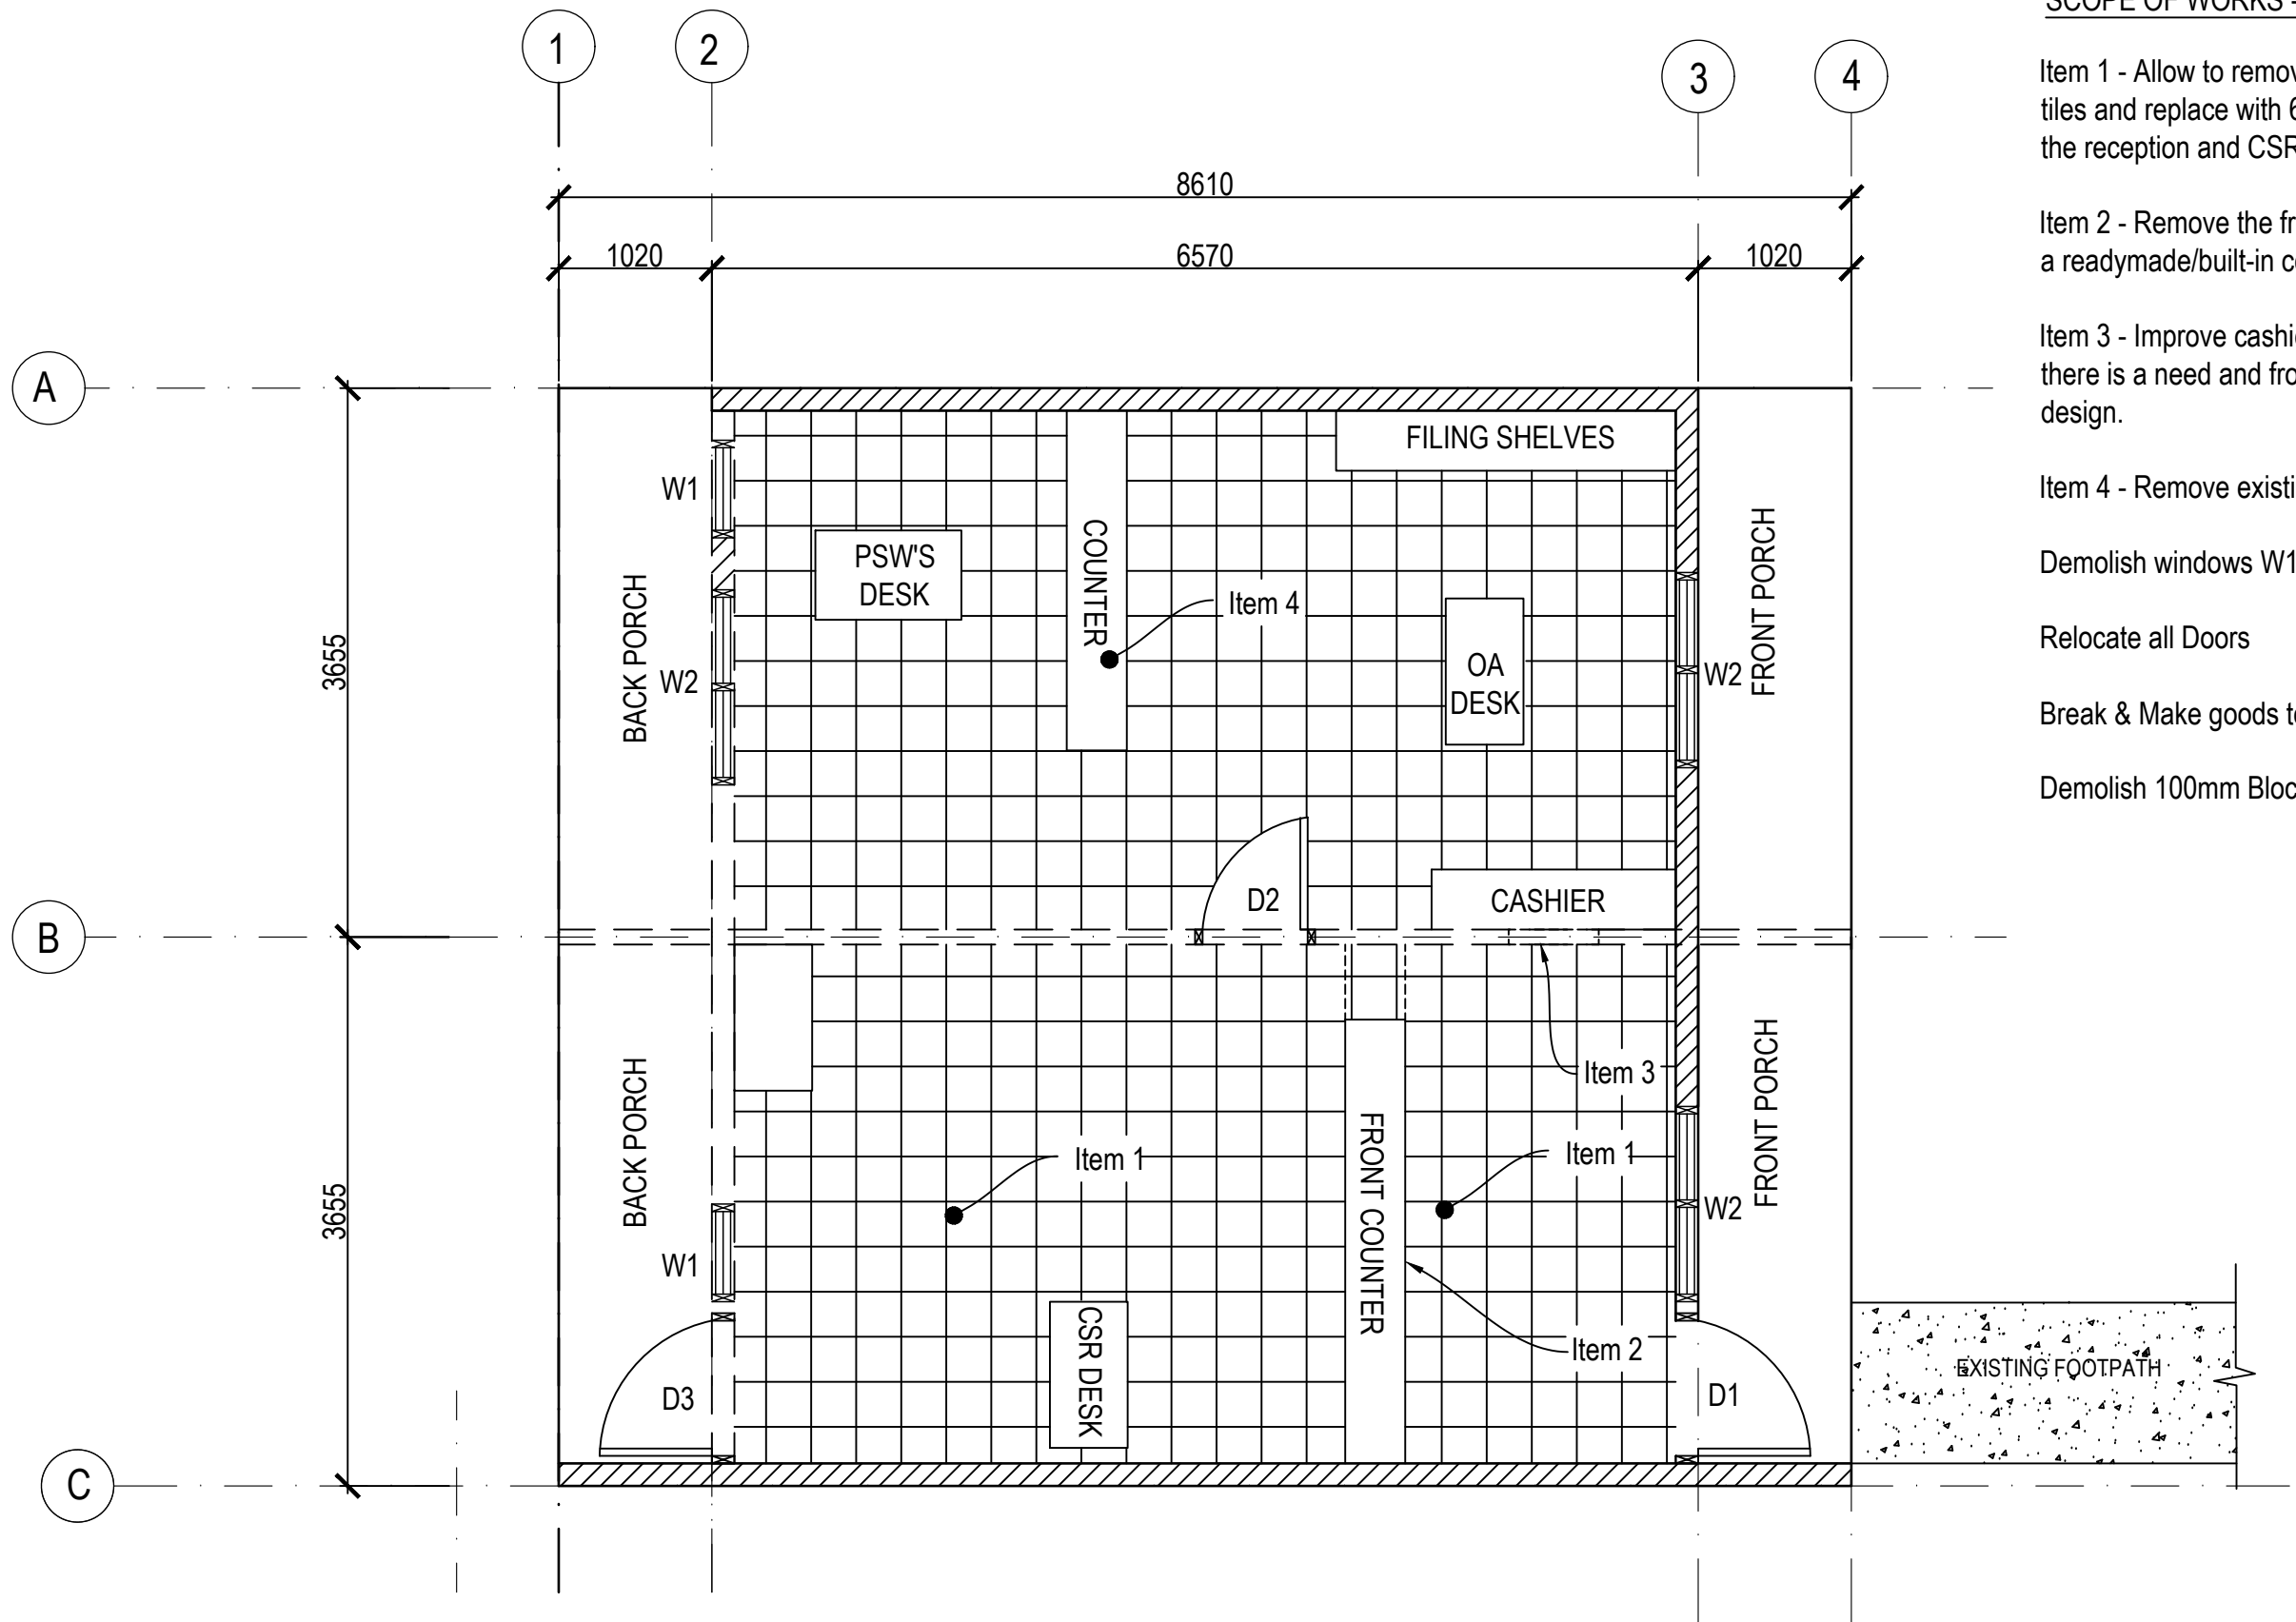 SCOPE OF WORKS -
Item 1 - Allow to remov
tiles and replace with 6
the reception and CSR
Item 2 - Remove the fr
a readymade/built-in c
Item 3 - Improve cashi
there is a need and fro
design.
Item 4 - Remove existi
Demolish windows W1
Relocate all Doors
Break & Make goods t
Demolish 100mm Bloc
1
2
3
4
8610
1020
6570
1020
A
FILING SHELVES
W1
COUNTER
FRONT PORCH
PSW'S
DESK
Item 4
BACK PORCH
3655
W2
OA
DESK
W2
D2
CASHIER
B
Item 3
BACK PORCH
FRONT PORCH
Item 1
Item 1
FRONT COUNTER
3655
W2
W1
CSR DESK
Item 2
EXISTING FOOTPATH
D3
D1
C